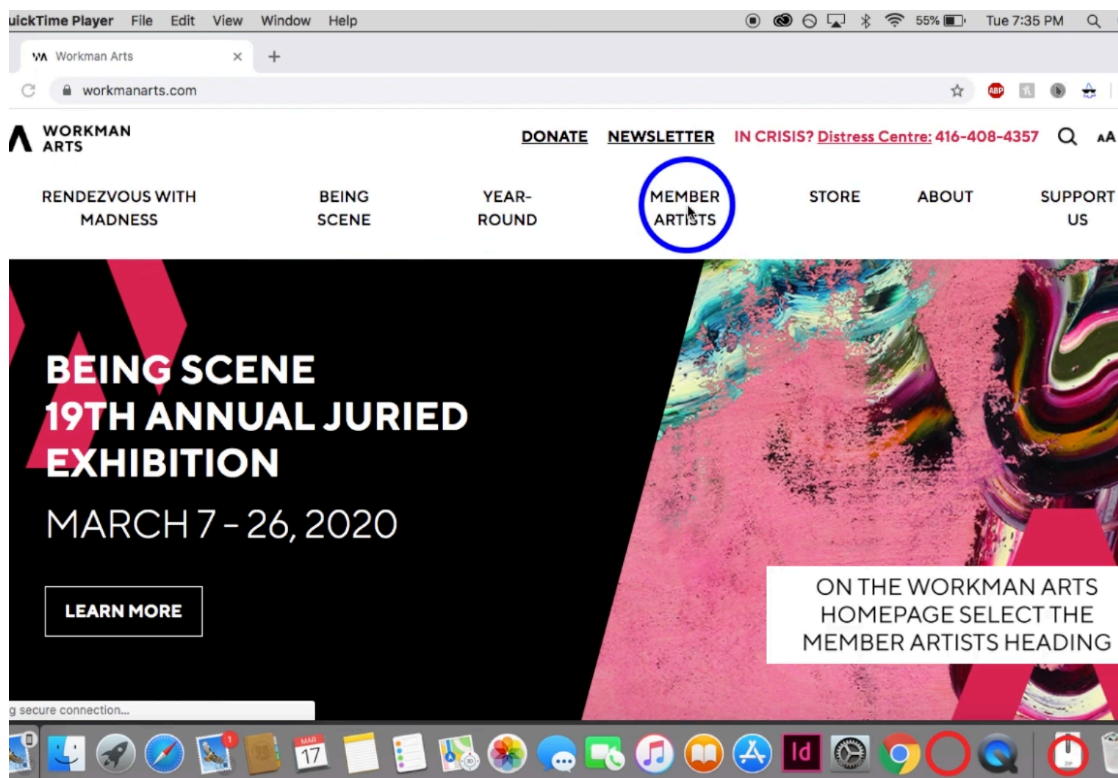 uickTime Player File Edit View Window Help 55% Tue 7:35 PM
Workman Arts
workmanarts.com ABP
WORKMAN
ARTS
DONATE NEWSLETTER IN CRISIS? Distress Centre: 416-408-4357 AA
RENDEZVOUS WITH
MADNESS
BEING
SCENE
YEAR-
ROUND
MEMBER
ARTISTS
STORE
ABOUT
SUPPORT
US
BEING SCENE
19TH ANNUAL JURIED
EXHIBITION
MARCH 7 – 26, 2020
LEARN MORE
ON THE WORKMAN ARTS
HOMEPAGE SELECT THE
MEMBER ARTISTS HEADING
g secure connection...
1
MAR
17
Id
ZIP